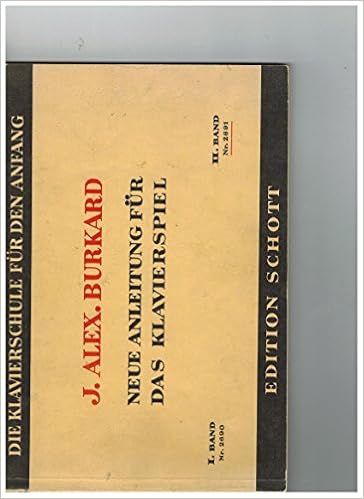 DIE KLAVIERSCHULE FÜR DEN ANFANG
J. ALEX. BURKARD
NEUE ANLEITUNG FÜR
DAS KLAVIERSPIEL
I. BAND
Nr. 2690
II. BAND
Nr. 2691
EDITION SCHOTT